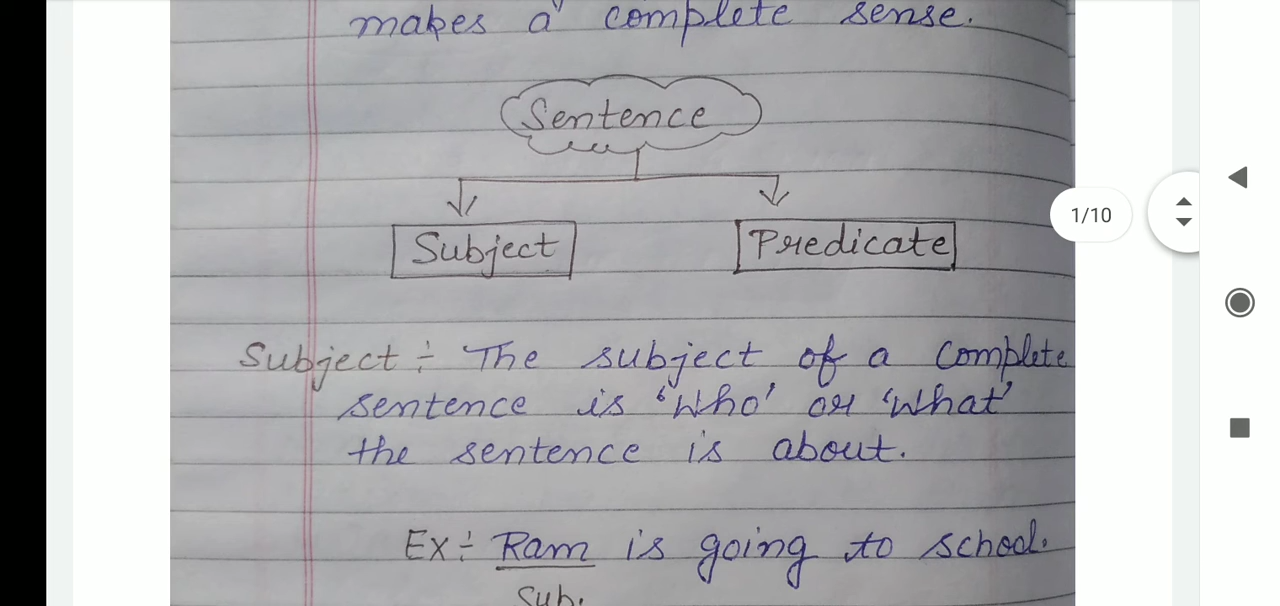 makes a complete sense.
Sentence
Subject
Predicate
1/10
Subject ÷ The subject of a complete
sentence is 'Who' or 'What'
the sentence is about.
Ex ÷ Ram is going to school.
Sub.